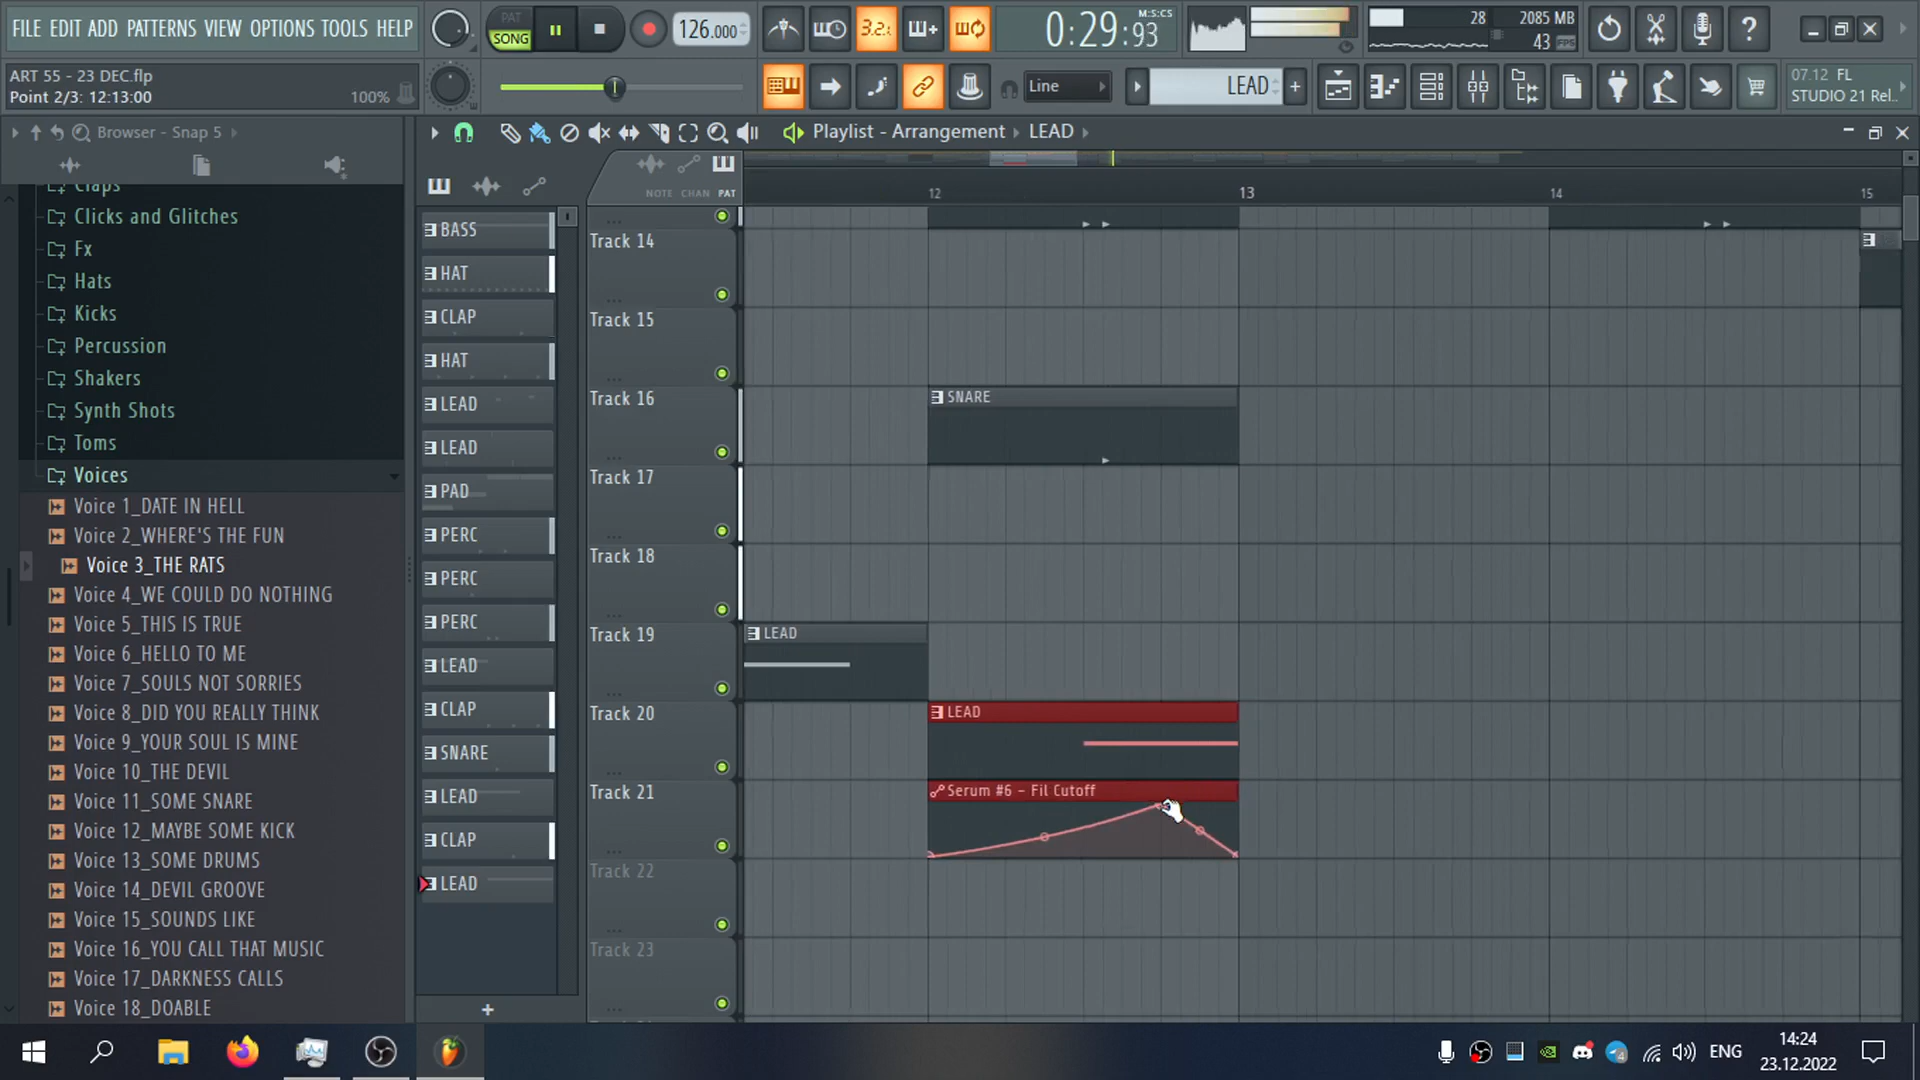 FILE EDIT ADD PATTERNS VIEW OPTIONS TOOLS HELP
PAT
SONG
126.000
3.2.1
M:S:CS
0:29:93
28
2085 MB
43
ART 55 - 23 DEC.flp
Point 2/3: 12:13:00
100%
Line
LEAD
07.12 FL
STUDIO 21 Rel..
Browser - Snap 5
Playlist - Arrangement
LEAD
NOTE CHAN PAT
12
13
14
15
Claps
Clicks and Glitches
Fx
Hats
Kicks
Percussion
Shakers
Synth Shots
Toms
Voices
Voice 1_DATE IN HELL
Voice 2_WHERE'S THE FUN
Voice 3_THE RATS
Voice 4_WE COULD DO NOTHING
Voice 5_THIS IS TRUE
Voice 6_HELLO TO ME
Voice 7_SOULS NOT SORRIES
Voice 8_DID YOU REALLY THINK
Voice 9_YOUR SOUL IS MINE
Voice 10_THE DEVIL
Voice 11_SOME SNARE
Voice 12_MAYBE SOME KICK
Voice 13_SOME DRUMS
Voice 14_DEVIL GROOVE
Voice 15_SOUNDS LIKE
Voice 16_YOU CALL THAT MUSIC
Voice 17_DARKNESS CALLS
Voice 18_DOABLE
BASS
HAT
CLAP
HAT
LEAD
LEAD
PAD
PERC
PERC
PERC
LEAD
CLAP
SNARE
LEAD
CLAP
LEAD
+
Track 14
Track 15
Track 16
Track 17
Track 18
Track 19
Track 20
Track 21
Track 22
Track 23
SNARE
LEAD
LEAD
Serum #6 - Fil Cutoff
ENG
14:24
23.12.2022